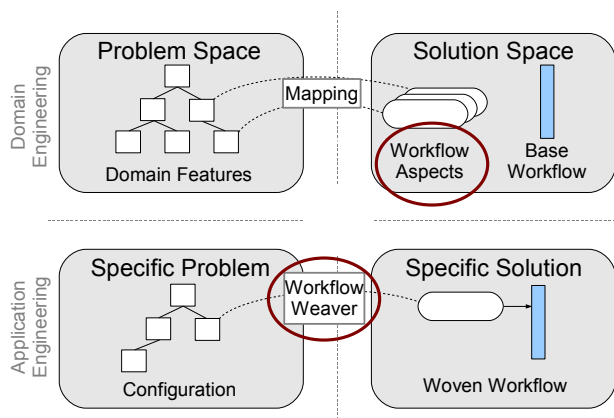 Domain
Engineering
Problem Space
Domain Features
Mapping
Solution Space
Workflow
Aspects
Base
Workflow
Application
Engineering
Specific Problem
Configuration
Workflow
Weaver
Specific Solution
Woven Workflow